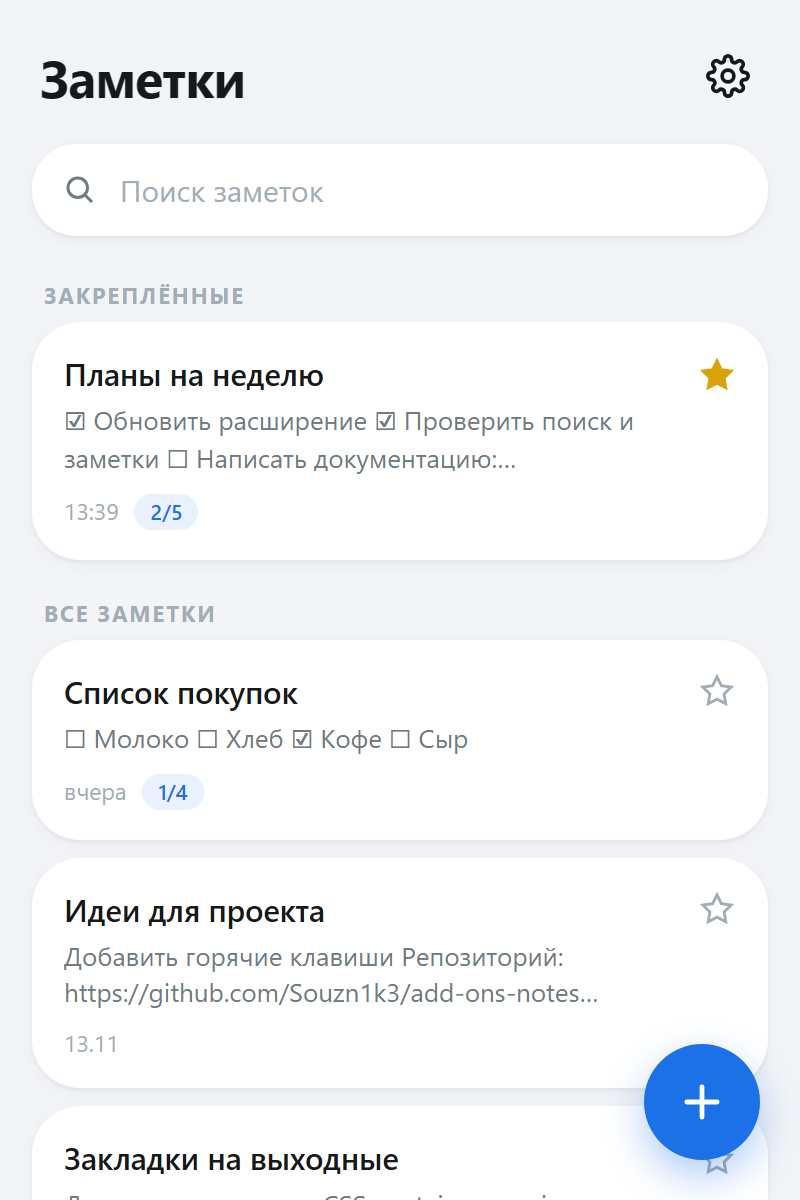 Заметки
Поиск заметок
ЗАКРЕПЛЁННЫЕ
Планы на неделю
☑ Обновить расширение ☑ Проверить поиск и
заметки ☐ Написать документацию:...
13:39 2/5
ВСЕ ЗАМЕТКИ
Список покупок
☐ Молоко ☐ Хлеб ☑ Кофе ☐ Сыр
вчера 1/4
Идеи для проекта
Добавить горячие клавиши Репозиторий:
https://github.com/Souzn1k3/add-ons-notes...
13.11
Закладки на выходные